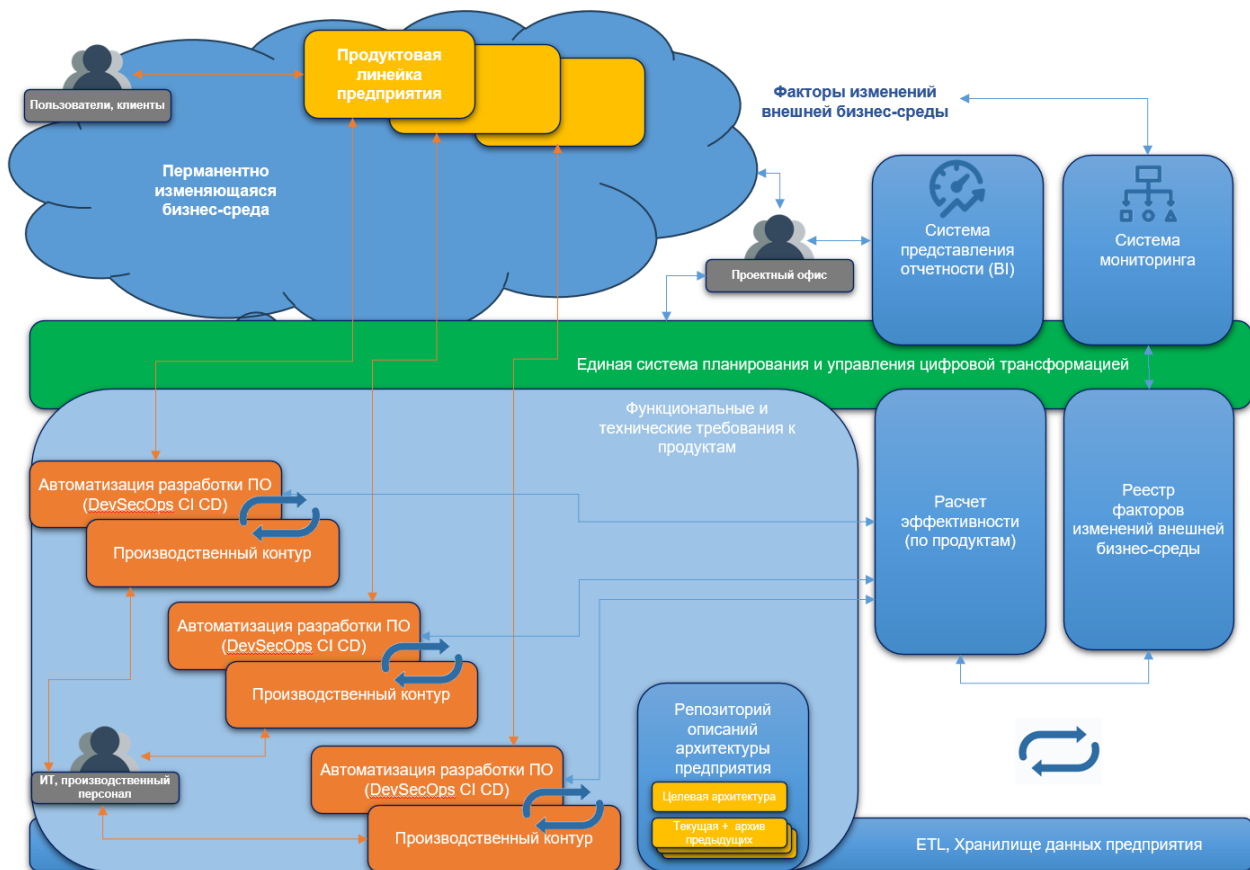 Продуктовая
линейка
предприятия
Пользователи, клиенты
Перманентно
изменяющаяся
бизнес-среда
Факторы изменений
внешней бизнес-среды
Проектный офис
Система
представления
отчетности (BI)
Система
мониторинга
Единая система планирования и управления цифровой трансформацией
Функциональные и
технические требования к
продуктам
Автоматизация разработки ПО
(DevSecOps CI CD)
Производственный контур
Автоматизация разработки ПО
(DevSecOps CI CD)
Производственный контур
Автоматизация разработки ПО
(DevSecOps CI CD)
Производственный контур
ИТ, производственный
персонал
Расчет
эффективности
(по продуктам)
Реестр
факторов
изменений внешней
бизнес-среды
Репозиторий
описаний
архитектуры
предприятия
Целевая архитектура
Текущая + архив
предыдущих
ETL, Хранилище данных предприятия